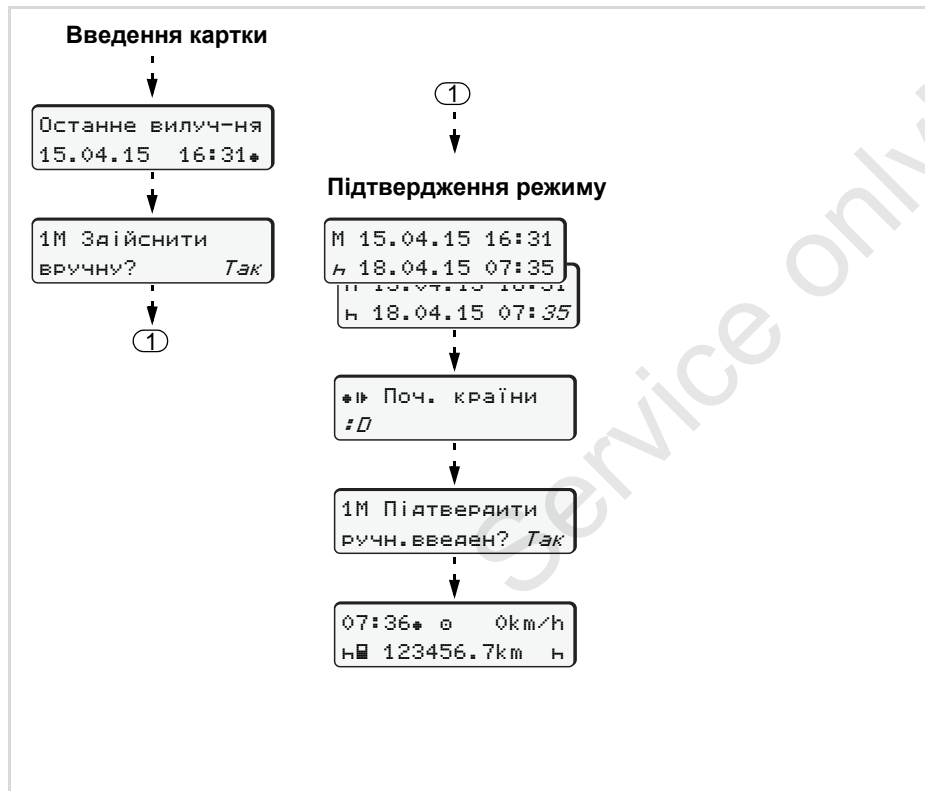 Введення картки
Останне вилуч-ня
15.04.15 16:31
1М Здійснити
вручну? Так
1
1
Підтвердження режиму
М 15.04.15 16:31
h 18.04.15 07:35
h 18.04.15 07:35
Поч. країни
:D
1М Підтвердити
ручн.введен? Так
07:36 0km/h
h 123456.7km h
Service only